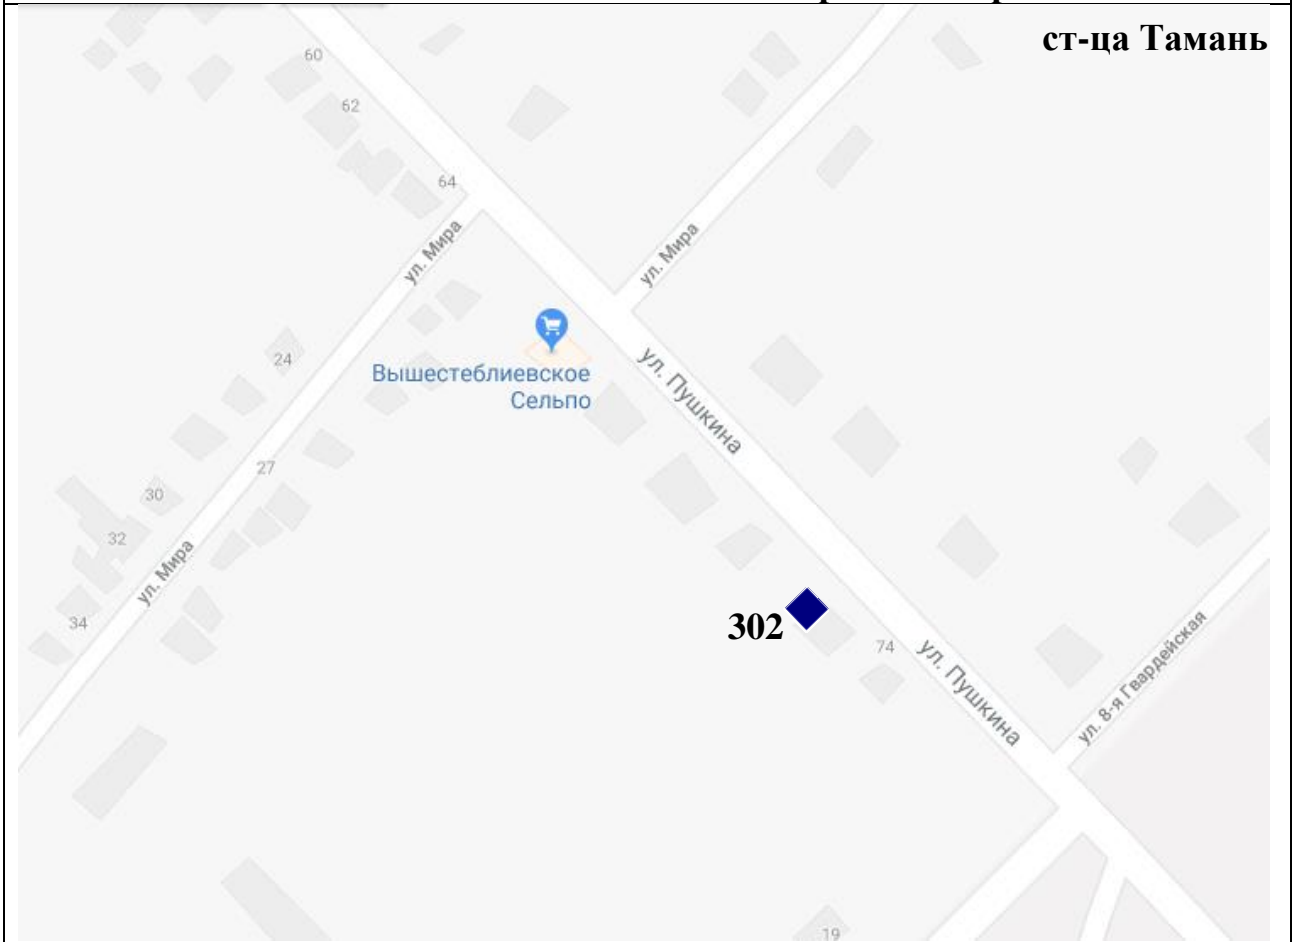 ст-ца Тамань
60
62
64
ул. Мира
ул. Мира
24
Вышестеблиевское
Сельпо
ул. Пушкина
27
30
32
ул. Мира
34
302
74
ул. Пушкина
ул. 8-я Гвардейская
19